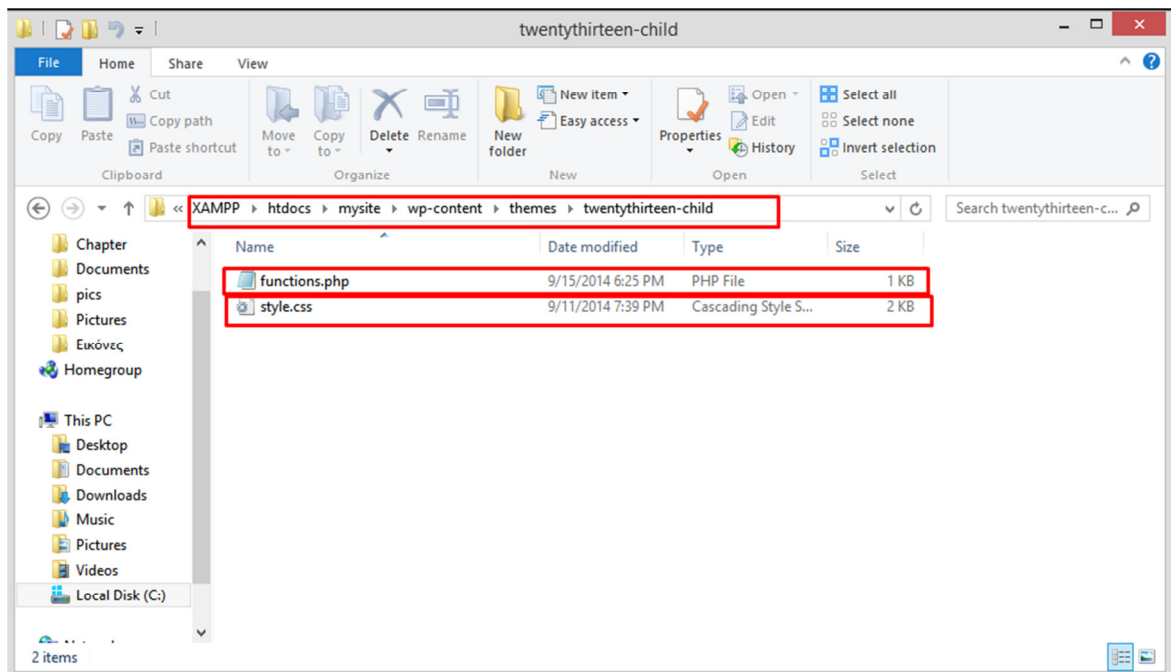 twentythirteen-child
File Home Share View
Copy
Paste
Cut
Copy path
Paste shortcut
Clipboard
Move to
Copy to
Delete
Rename
Organize
New folder
New item
Easy access
New
Properties
Open
Edit
History
Open
Select all
Select none
Invert selection
Select
« XAMPP htdocs mysite wp-content themes twentythirteen-child
Search twentythirteen-c...
Chapter
Documents
pics
Pictures
Εικόνες
Homegroup
This PC
Desktop
Documents
Downloads
Music
Pictures
Videos
Local Disk (C:)
Name Date modified Type Size
functions.php 9/15/2014 6:25 PM PHP File 1 KB
style.css 9/11/2014 7:39 PM Cascading Style S... 2 KB
2 items